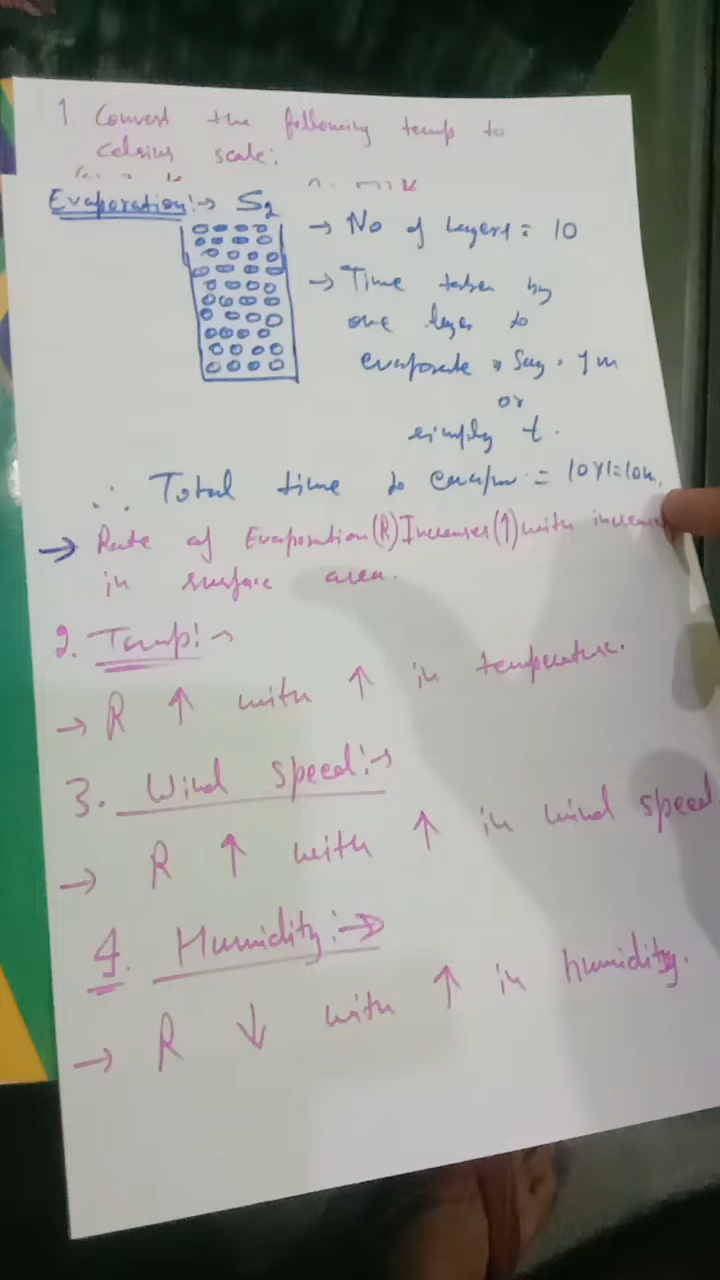 1 Convert the following temp to
celsius scale:
Evaporation:→ S2
→ No of layers = 10
→ Time taken by
one layer to
evaporate = Say. 1m
or
simply t.
∴ Total time to = 10×1=10m.
→ Rate of Evaporation(R)Increases(↑)with increase
in surface area.
2. Temp:→
→ R ↑ with ↑ in temperature.
3. Wind speed:→
→ R ↑ with ↑ in wind speed
4. Humidity:→
→ R ↓ with ↑ in humidity.